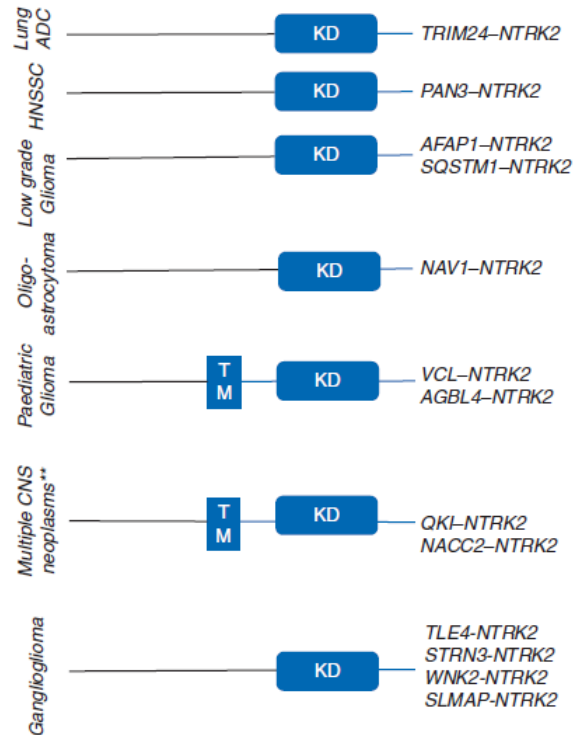 Lung
ADC
KD
TRIM24–NTRK2
HNSSC
KD
PAN3–NTRK2
Low grade
Glioma
KD
AFAP1–NTRK2
SQSTM1–NTRK2
Oligo-
astrocytoma
KD
NAV1–NTRK2
Paediatric
Glioma
T
M
KD
VCL–NTRK2
AGBL4–NTRK2
Multiple CNS
neoplasms**
T
M
KD
QKI–NTRK2
NACC2–NTRK2
Ganglioglioma
KD
TLE4-NTRK2
STRN3-NTRK2
WNK2-NTRK2
SLMAP-NTRK2